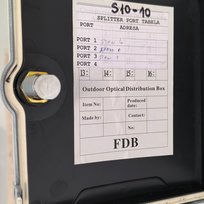 S10-10
SPLITTER PORT TABELA
PORT ADRESA
PORT 1
PORT 2
PORT 3
PORT 4
13: 14: 15: 16:
Outdoor Optical Distribution Box
Item No: Produced date:
Made by: Contact:
No:
FDB